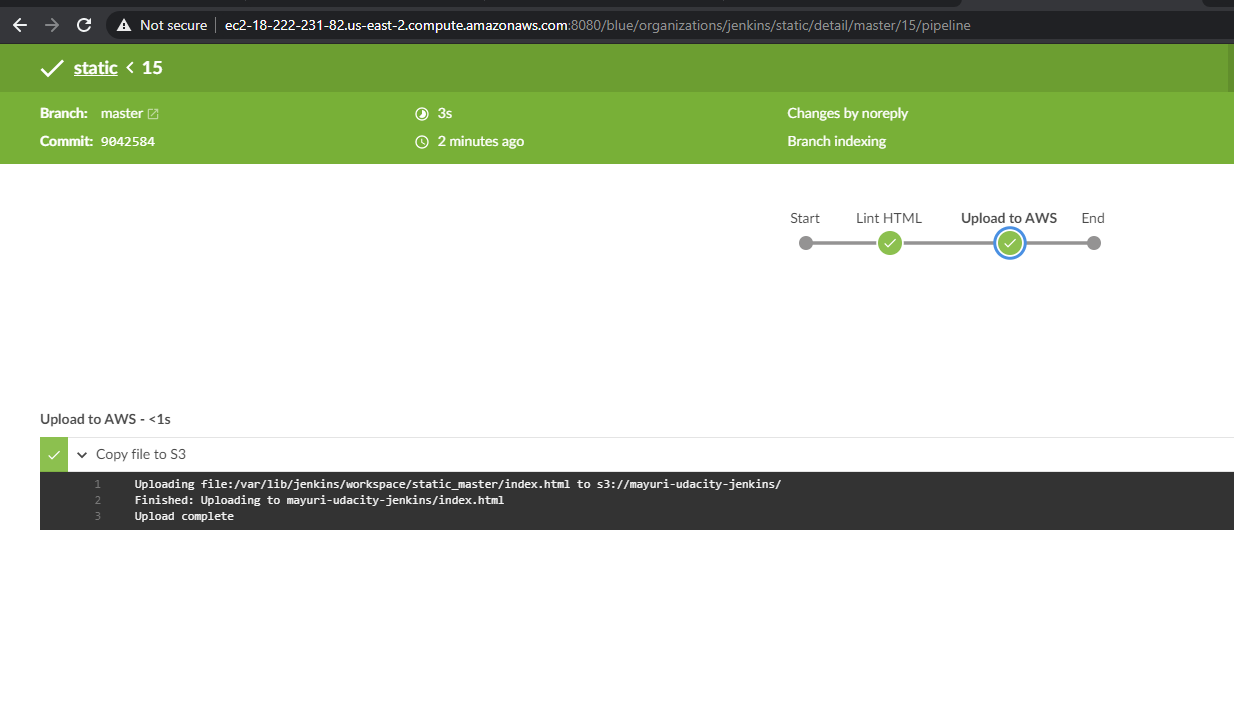 Not secure ec2-18-222-231-82.us-east-2.compute.amazonaws.com:8080/blue/organizations/jenkins/static/detail/master/15/pipeline
static < 15
Branch: master 3s Changes by noreply
Commit: 9042584 2 minutes ago Branch indexing
Start Lint HTML Upload to AWS End
Upload to AWS - <1s
Copy file to S3
1 Uploading file:/var/lib/jenkins/workspace/static_master/index.html to s3://mayuri-udacity-jenkins/
2 Finished: Uploading to mayuri-udacity-jenkins/index.html
3 Upload complete